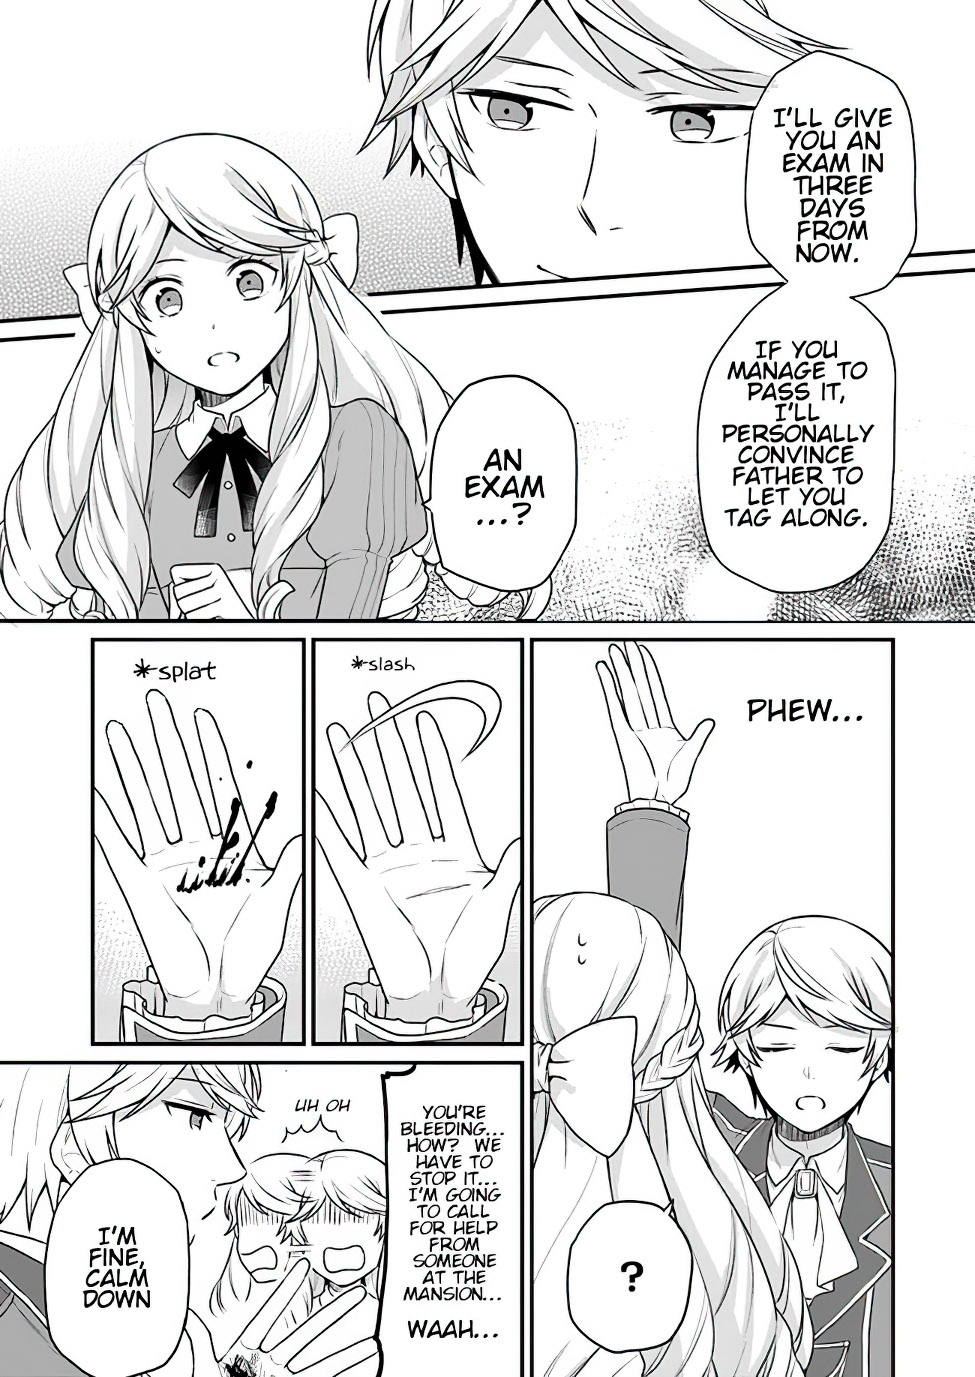 I'LL GIVE
YOU AN
EXAM IN
THREE
DAYS
FROM
NOW.
IF YOU
MANAGE TO
PASS IT,
I'LL
PERSONALLY
CONVINCE
FATHER TO
LET YOU
TAG ALONG.
AN
EXAM
...?
PHEW...
?
*slash
*splat
YOU'RE
BLEEDING...
HOW? WE
HAVE TO
STOP IT...
I'M GOING
TO CALL
FOR HELP
FROM
SOMEONE
AT THE
MANSION...
WAAH...
UH OH
I'M
FINE,
CALM
DOWN